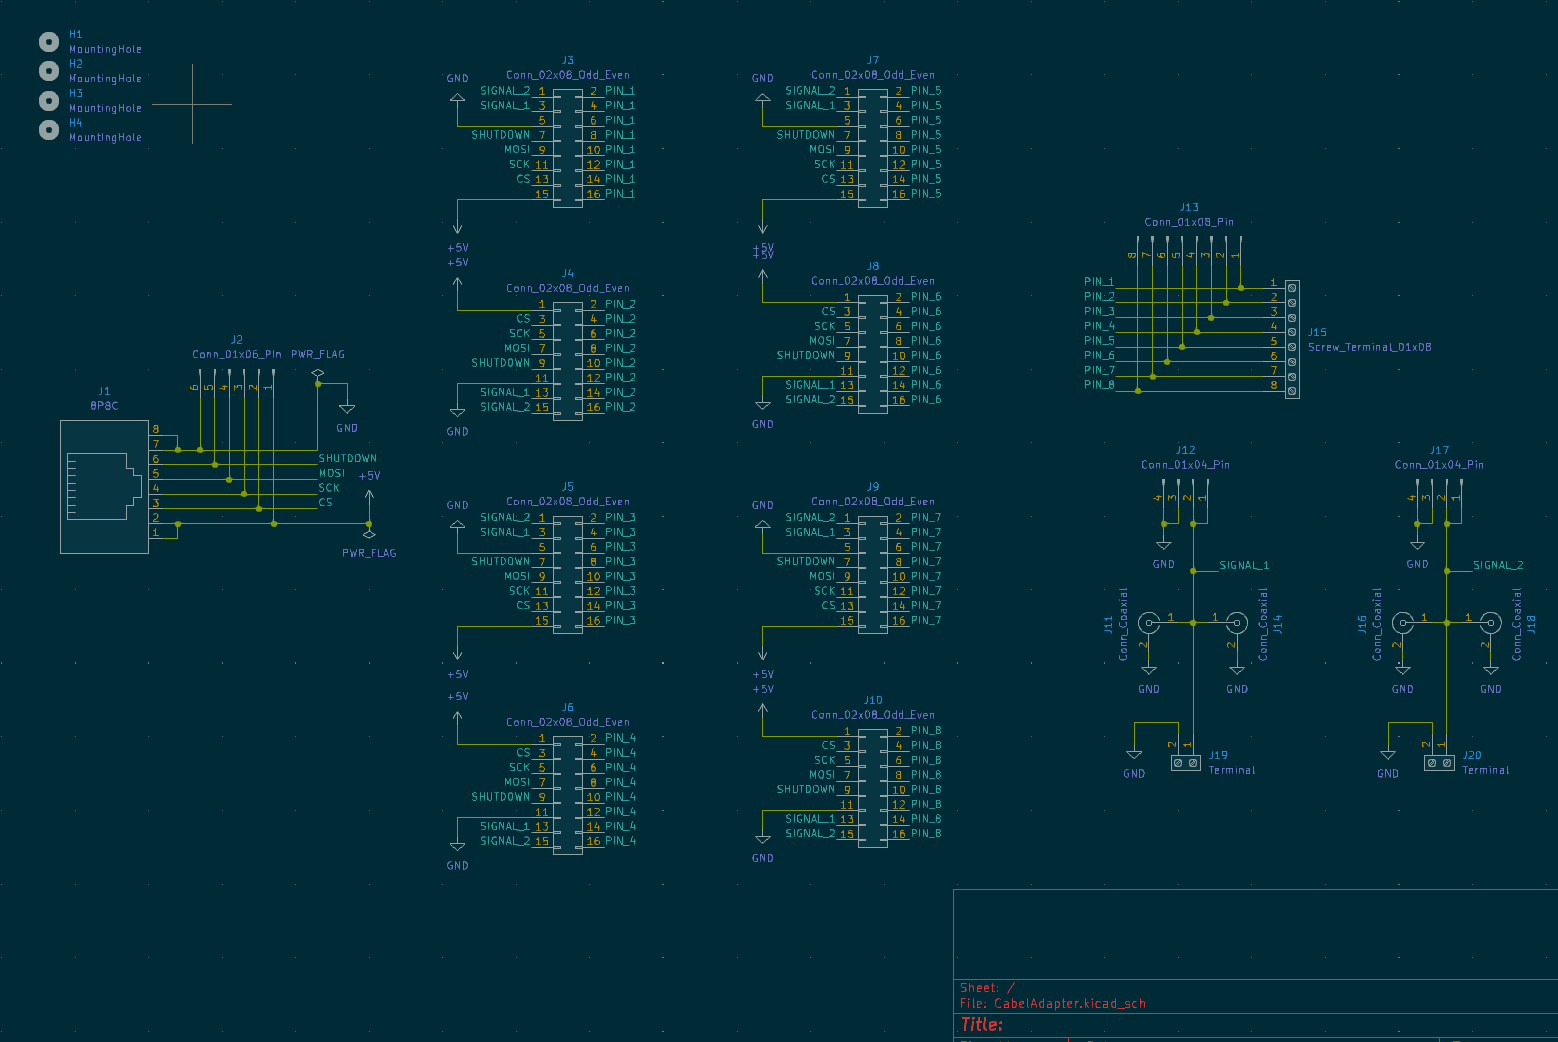 H1
MountingHole
H2
MountingHole
H3
MountingHole
H4
MountingHole
J1
8P8C
8
7
6
5
4
3
2
1
J2
Conn_01x06_Pin
6 5 4 3 2 1
PWR_FLAG
GND
SHUTDOWN
MOSI
SCK
CS
+5V
PWR_FLAG
J3
Conn_02x08_Odd_Even
GND
SIGNAL_2 1 2 PIN_1
SIGNAL_1 3 4 PIN_1
5 6 PIN_1
SHUTDOWN 7 8 PIN_1
MOSI 9 10 PIN_1
SCK 11 12 PIN_1
CS 13 14 PIN_1
15 16 PIN_1
+5V
+5V
J4
Conn_02x08_Odd_Even
1 2 PIN_2
CS 3 4 PIN_2
SCK 5 6 PIN_2
MOSI 7 8 PIN_2
SHUTDOWN 9 10 PIN_2
11 12 PIN_2
SIGNAL_1 13 14 PIN_2
SIGNAL_2 15 16 PIN_2
GND
J5
Conn_02x08_Odd_Even
GND
SIGNAL_2 1 2 PIN_3
SIGNAL_1 3 4 PIN_3
5 6 PIN_3
SHUTDOWN 7 8 PIN_3
MOSI 9 10 PIN_3
SCK 11 12 PIN_3
CS 13 14 PIN_3
15 16 PIN_3
+5V
+5V
J6
Conn_02x08_Odd_Even
1 2 PIN_4
CS 3 4 PIN_4
SCK 5 6 PIN_4
MOSI 7 8 PIN_4
SHUTDOWN 9 10 PIN_4
11 12 PIN_4
SIGNAL_1 13 14 PIN_4
SIGNAL_2 15 16 PIN_4
GND
J7
Conn_02x08_Odd_Even
GND
SIGNAL_2 1 2 PIN_5
SIGNAL_1 3 4 PIN_5
5 6 PIN_5
SHUTDOWN 7 8 PIN_5
MOSI 9 10 PIN_5
SCK 11 12 PIN_5
CS 13 14 PIN_5
15 16 PIN_5
+5V
+5V
J8
Conn_02x08_Odd_Even
1 2 PIN_6
CS 3 4 PIN_6
SCK 5 6 PIN_6
MOSI 7 8 PIN_6
SHUTDOWN 9 10 PIN_6
11 12 PIN_6
SIGNAL_1 13 14 PIN_6
SIGNAL_2 15 16 PIN_6
GND
J9
Conn_02x08_Odd_Even
GND
SIGNAL_2 1 2 PIN_7
SIGNAL_1 3 4 PIN_7
5 6 PIN_7
SHUTDOWN 7 8 PIN_7
MOSI 9 10 PIN_7
SCK 11 12 PIN_7
CS 13 14 PIN_7
15 16 PIN_7
+5V
+5V
J10
Conn_02x08_Odd_Even
1 2 PIN_8
CS 3 4 PIN_8
SCK 5 6 PIN_8
MOSI 7 8 PIN_8
SHUTDOWN 9 10 PIN_8
11 12 PIN_8
SIGNAL_1 13 14 PIN_8
SIGNAL_2 15 16 PIN_8
GND
J13
Conn_01x08_Pin
8 7 6 5 4 3 2 1
PIN_1 1
PIN_2 2
PIN_3 3
PIN_4 4
PIN_5 5
PIN_6 6
PIN_7 7
PIN_8 8
J15
Screw_Terminal_01x08
J12
Conn_01x04_Pin
4 3 2 1
GND
SIGNAL_1
J11
Conn_Coaxial
1
2
GND
1
2
GND
Conn_Coaxial
J14
GND
2 1
J19
Terminal
J17
Conn_01x04_Pin
4 3 2 1
GND
SIGNAL_2
J16
Conn_Coaxial
1
2
GND
1
2
GND
Conn_Coaxial
J18
GND
2 1
J20
Terminal
Sheet: /
File: CabelAdapter.kicad_sch
Title: